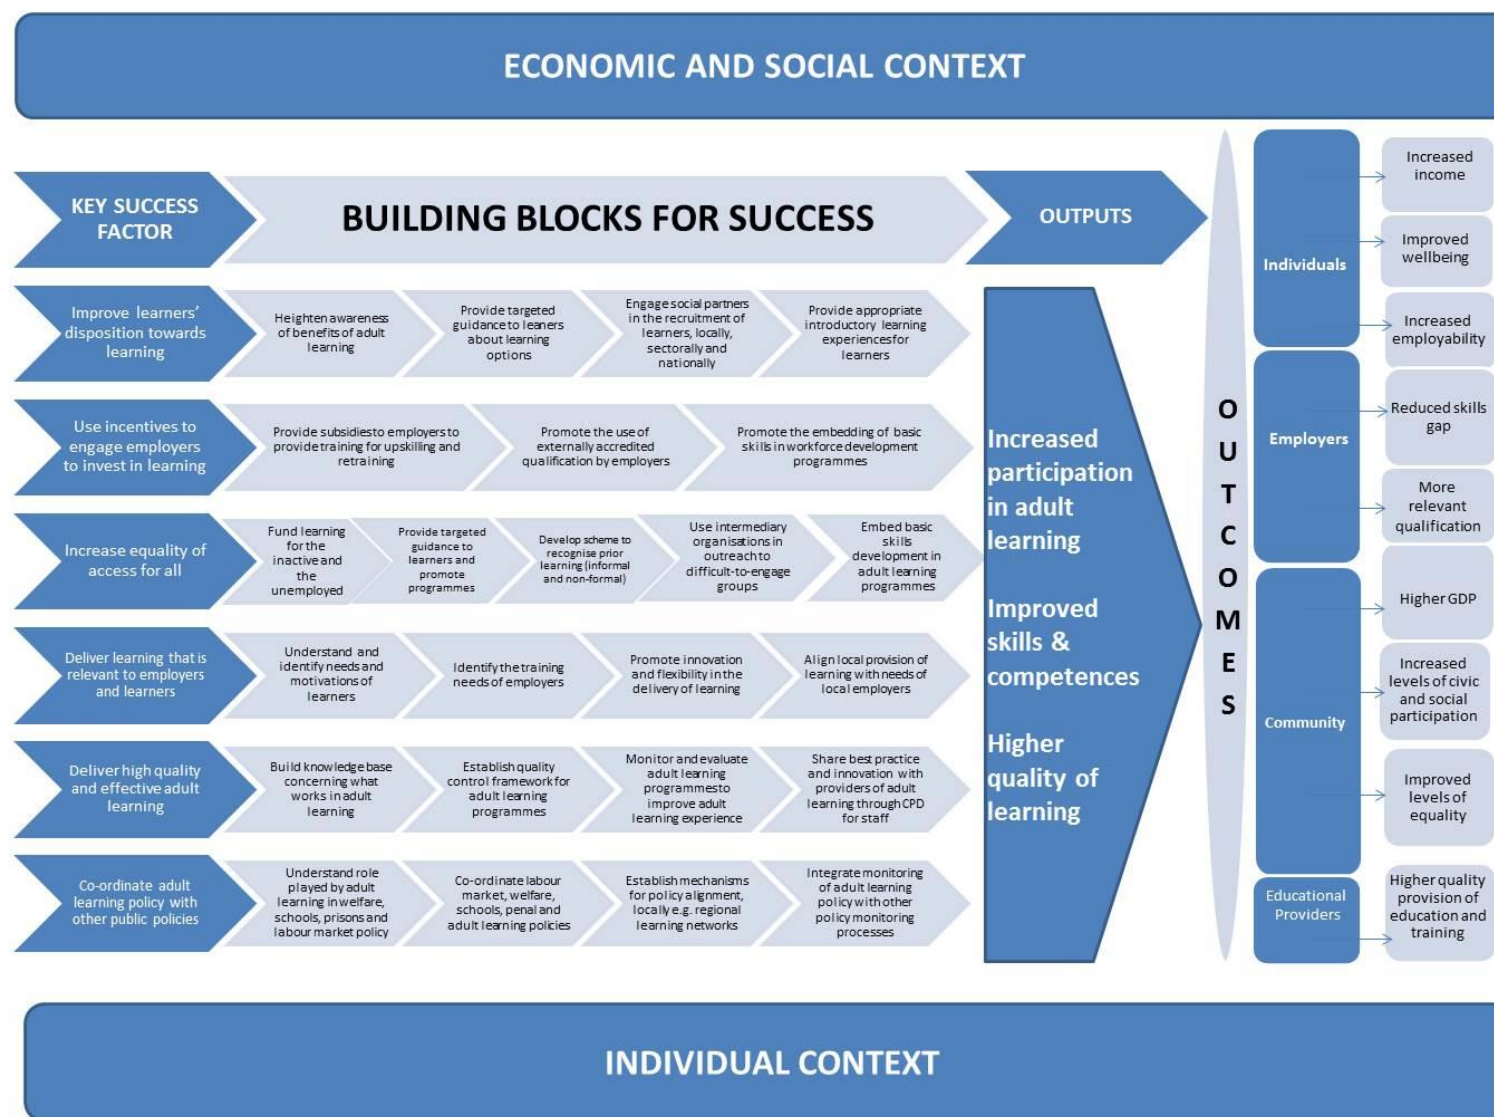 ECONOMIC AND SOCIAL CONTEXT
KEY SUCCESS
FACTOR
BUILDING BLOCKS FOR SUCCESS
OUTPUTS
Improve learners'
disposition towards
learning
Heighten awareness
of benefits of adult
learning
Provide targeted
guidance to leaners
about learning
options
Engage social partners
in the recruitment of
learners, locally,
sectorally and
nationally
Provide appropriate
introductory learning
experiencesfor
learners
Use incentives to
engage employers
to invest in learning
Provide subsidiesto employers to
provide training for upskilling and
retraining
Promote the use of
externally accredited
qualification by employers
Promote the embedding of basic
skills in workforce development
programmes
Increase equality of
access for all
Fund learning
for the
inactive and
the
unemployed
Provide targeted
guidance to
learners and
promote
programmes
Develop scheme to
recognise prior
learning (informal
and non-formal)
Use intermediary
organisations in
outreach to
difficult-to-engage
groups
Embed basic
skills
development in
adult learning
programmes
Deliver learning that is
relevant to employers
and learners
Understand and
identify needs and
motivations of
learners
Identify the training
needs of employers
Promote innovation
and flexibility in the
delivery of learning
Align local provision of
learning with needs of
local employers
Deliver high quality
and effective adult
learning
Build knowledge base
concerning what
works in adult
learning
Establish quality
control framework for
adult learning
programmes
Monitor and evaluate
adult learning
programmesto
improve adult
learning experience
Share best practice
and innovation with
providers of adult
learning through CPD
for staff
Co-ordinate adult
learning policy with
other public policies
Understand role
played by adult
learning in welfare,
schools, prisons and
labour market policy
Co-ordinate labour
market, welfare,
schools, penal and
adult learning policies
Establish mechanisms
for policy alignment,
locally e.g. regional
learning networks
Integrate monitoring
of adult learning
policy with other
policy monitoring
processes
Increased
participation
in adult
learning
Improved
skills &
competences
Higher
quality of
learning
O
U
T
C
O
M
E
S
Individuals
Increased
income
Improved
wellbeing
Increased
employability
Employers
Reduced skills
gap
More
relevant
qualification
Community
Higher GDP
Increased
levels of civic
and social
participation
Improved
levels of
equality
Educational
Providers
Higher quality
provision of
education and
training
INDIVIDUAL CONTEXT